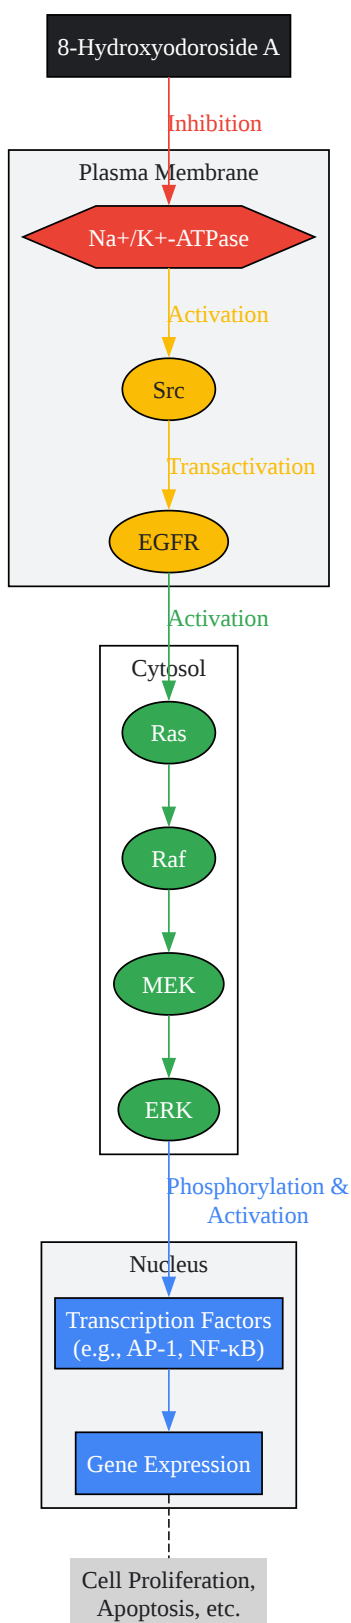 8-Hydroxyodoroside A
Inhibition
Plasma Membrane
Na+/K+-ATPase
Activation
Src
Transactivation
EGFR
Activation
Cytosol
Ras
Raf
MEK
ERK
Phosphorylation &
Activation
Nucleus
Transcription Factors
(e.g., AP-1, NF-κB)
Gene Expression
Cell Proliferation,
Apoptosis, etc.